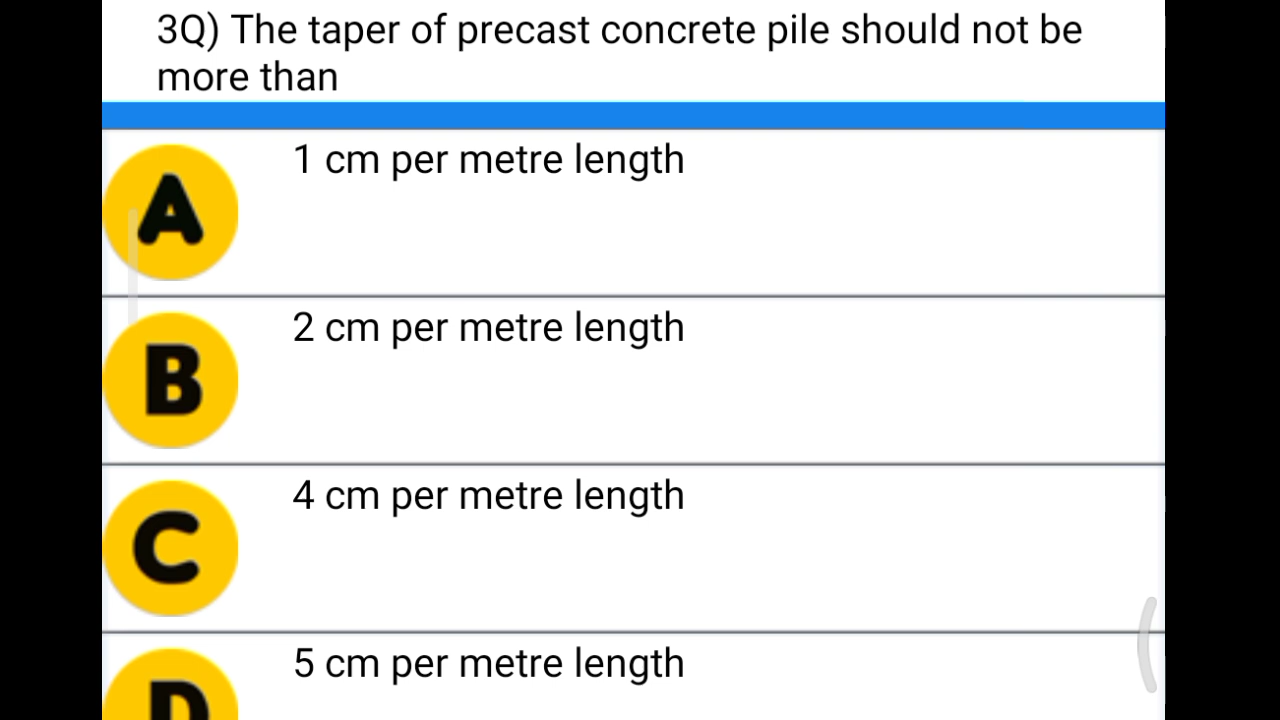 3Q) The taper of precast concrete pile should not be
more than
A
1 cm per metre length
B
2 cm per metre length
C
4 cm per metre length
D
5 cm per metre length